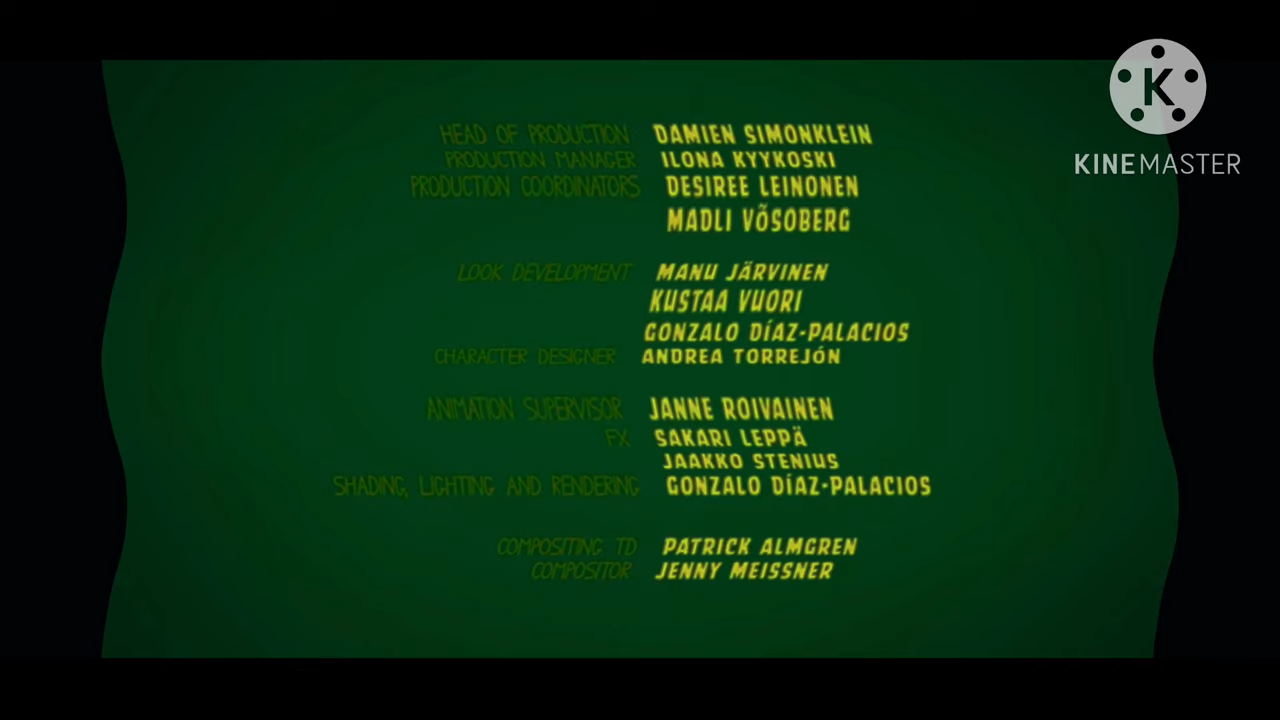 HEAD OF PRODUCTION DAMIEN SIMONKLEIN
PRODUCTION MANAGER ILONA KYYKOSKI
PRODUCTION COORDINATORS DESIREE LEINONEN
MADLI VÕSOBERG
LOOK DEVELOPMENT MANU JÄRVINEN
KUSTAA VUORI
GONZALO DÍAZ-PALACIOS
CHARACTER DESIGNER ANDREA TORREJÓN
ANIMATION SUPERVISOR JANNE ROIVAINEN
FX SAKARI LEPPÄ
JAAKKO STENIUS
SHADING, LIGHTING AND RENDERING GONZALO DÍAZ-PALACIOS
COMPOSITING TD PATRICK ALMGREN
COMPOSITOR JENNY MEISSNER
K
KINEMASTER